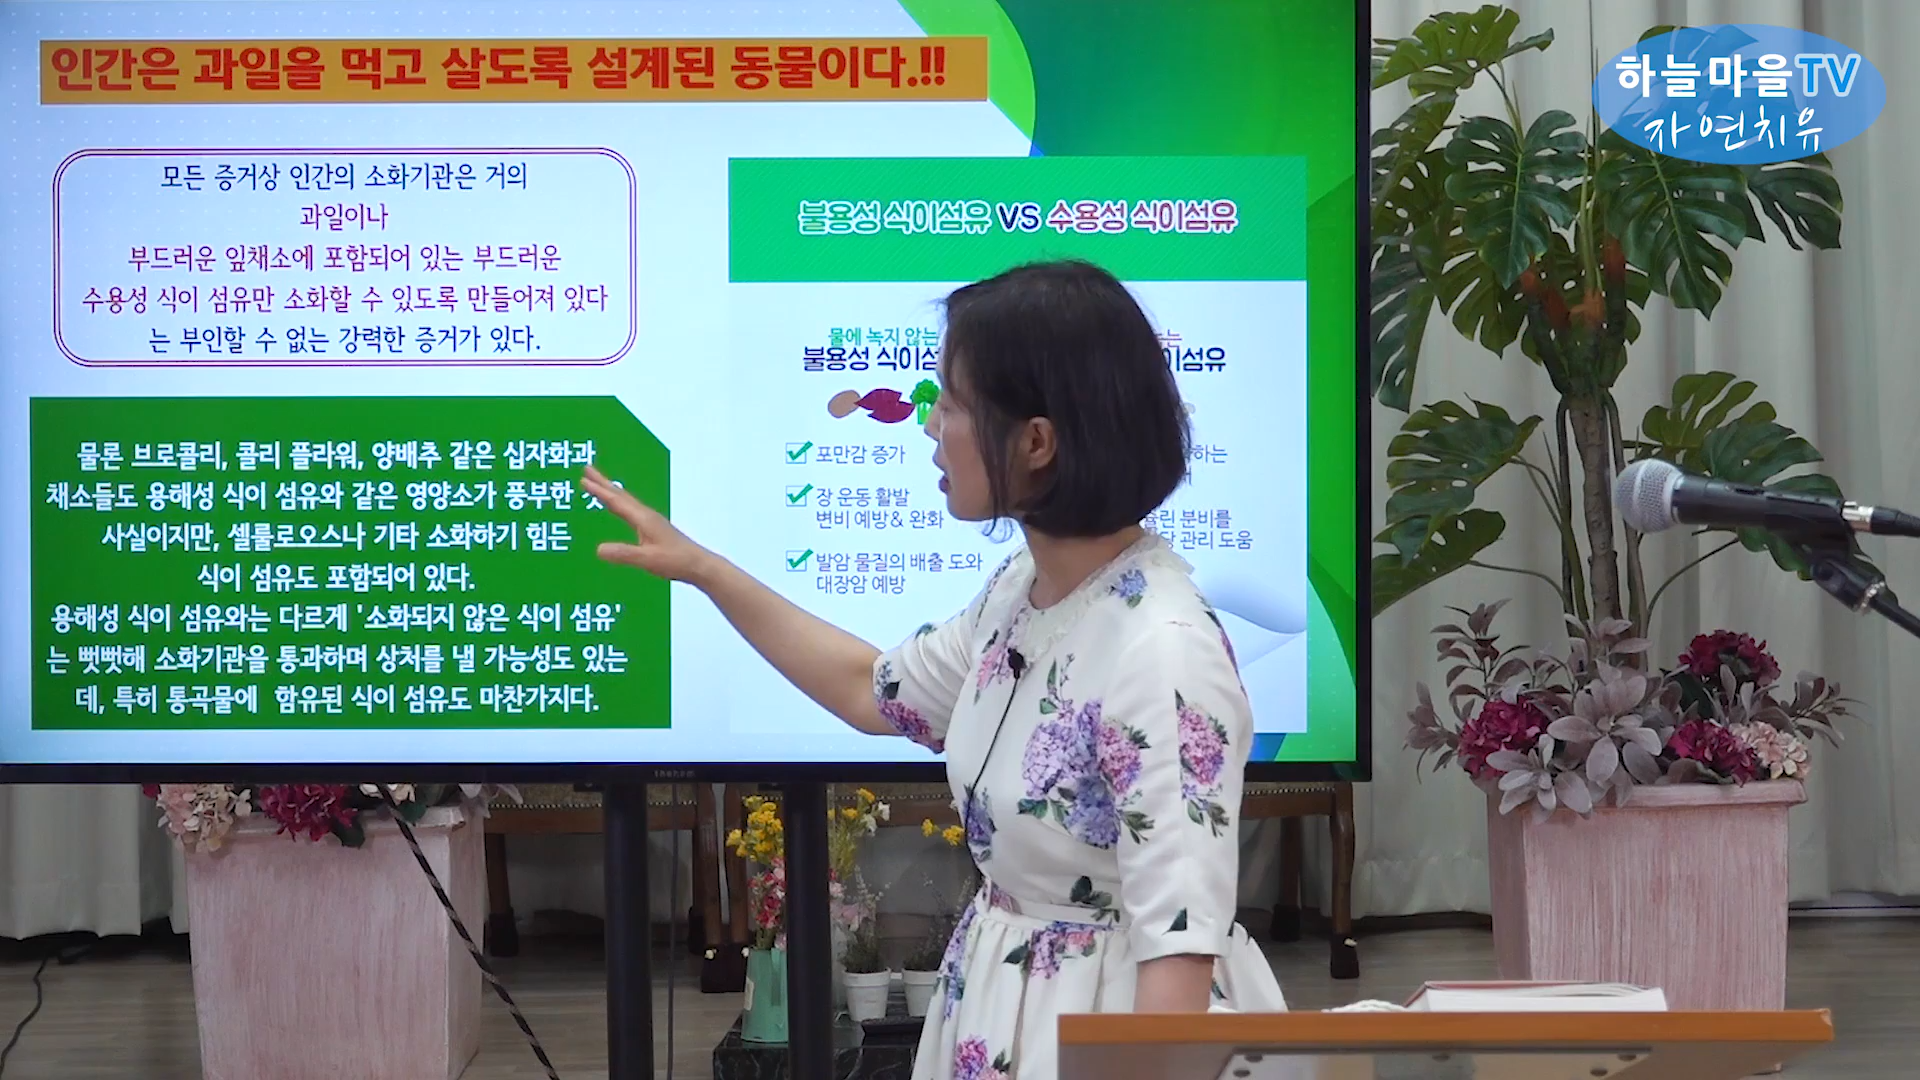 인간은 과일을 먹고 살도록 설계된 동물이다.!!
하늘마을TV
자연치유
모든 증거상 인간의 소화기관은 거의
과일이나
부드러운 잎채소에 포함되어 있는 부드러운
수용성 식이 섬유만 소화할 수 있도록 만들어져 있다
는 부인할 수 없는 강력한 증거가 있다.
물론 브로콜리, 콜리 플라워, 양배추 같은 십자화과
채소들도 용해성 식이 섬유와 같은 영양소가 풍부한
사실이지만, 셀룰로오스나 기타 소화하기 힘든
식이 섬유도 포함되어 있다.
용해성 식이 섬유와는 다르게 '소화되지 않은 식이 섬유'
는 뻣뻣해 소화기관을 통과하며 상처를 낼 가능성도 있는
데, 특히 통곡물에 함유된 식이 섬유도 마찬가지다.
불용성 식이섬유 VS 수용성 식이섬유
물에 녹지 않는
불용성
포만감 증가
장 운동 활발
변비 예방& 완화
발암 물질의 배출 도와
대장암 예방
분비를
관리 도움